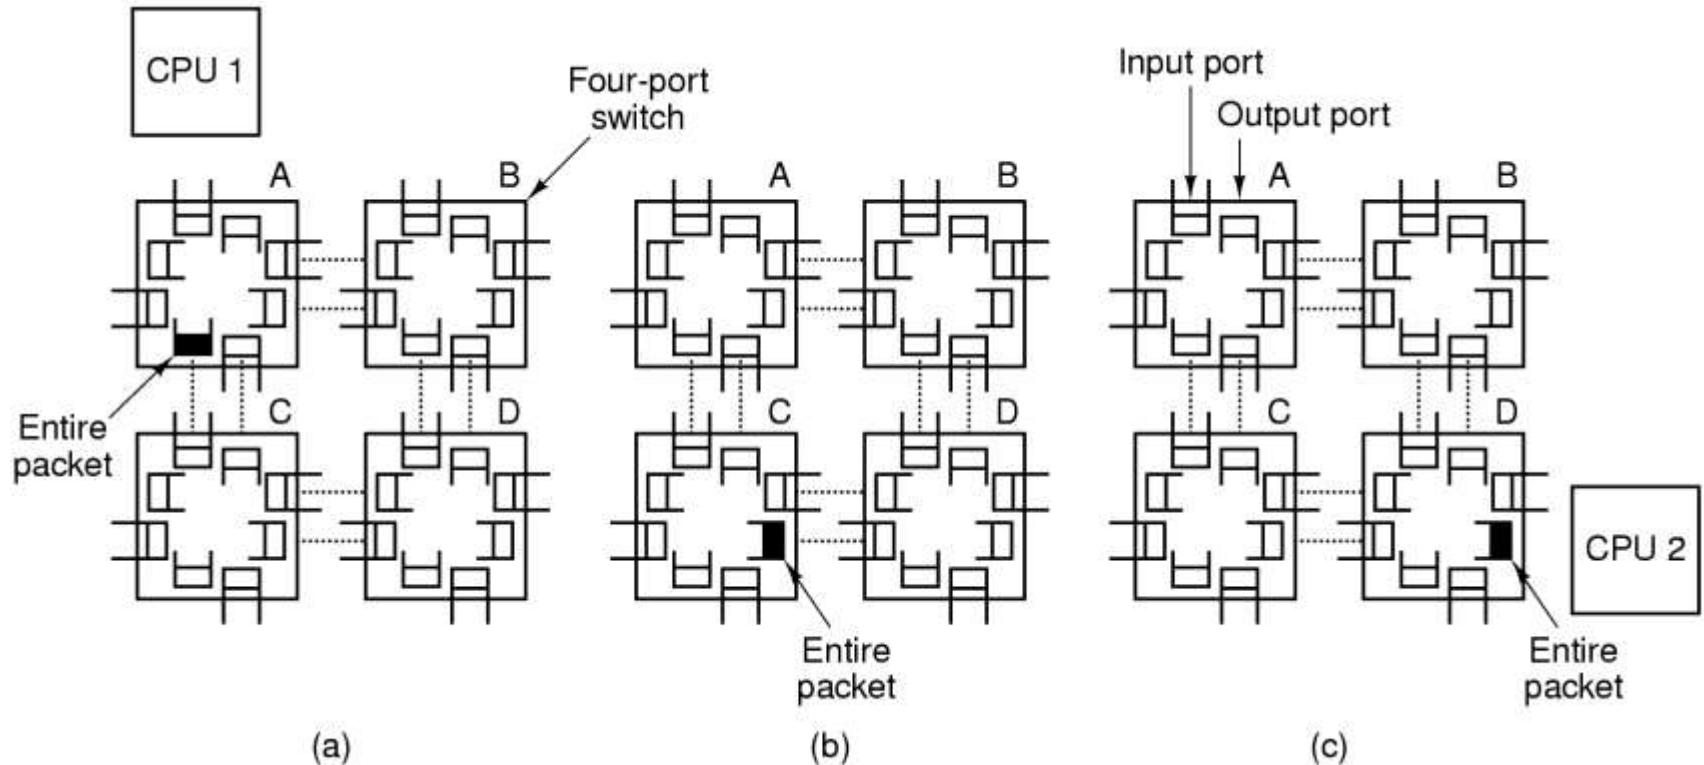 CPU 1
Four-port
switch
Input port
Output port
A
B
A
B
A
B
Entire
packet
C
D
C
D
C
D
CPU 2
Entire
packet
Entire
packet
(a)
(b)
(c)